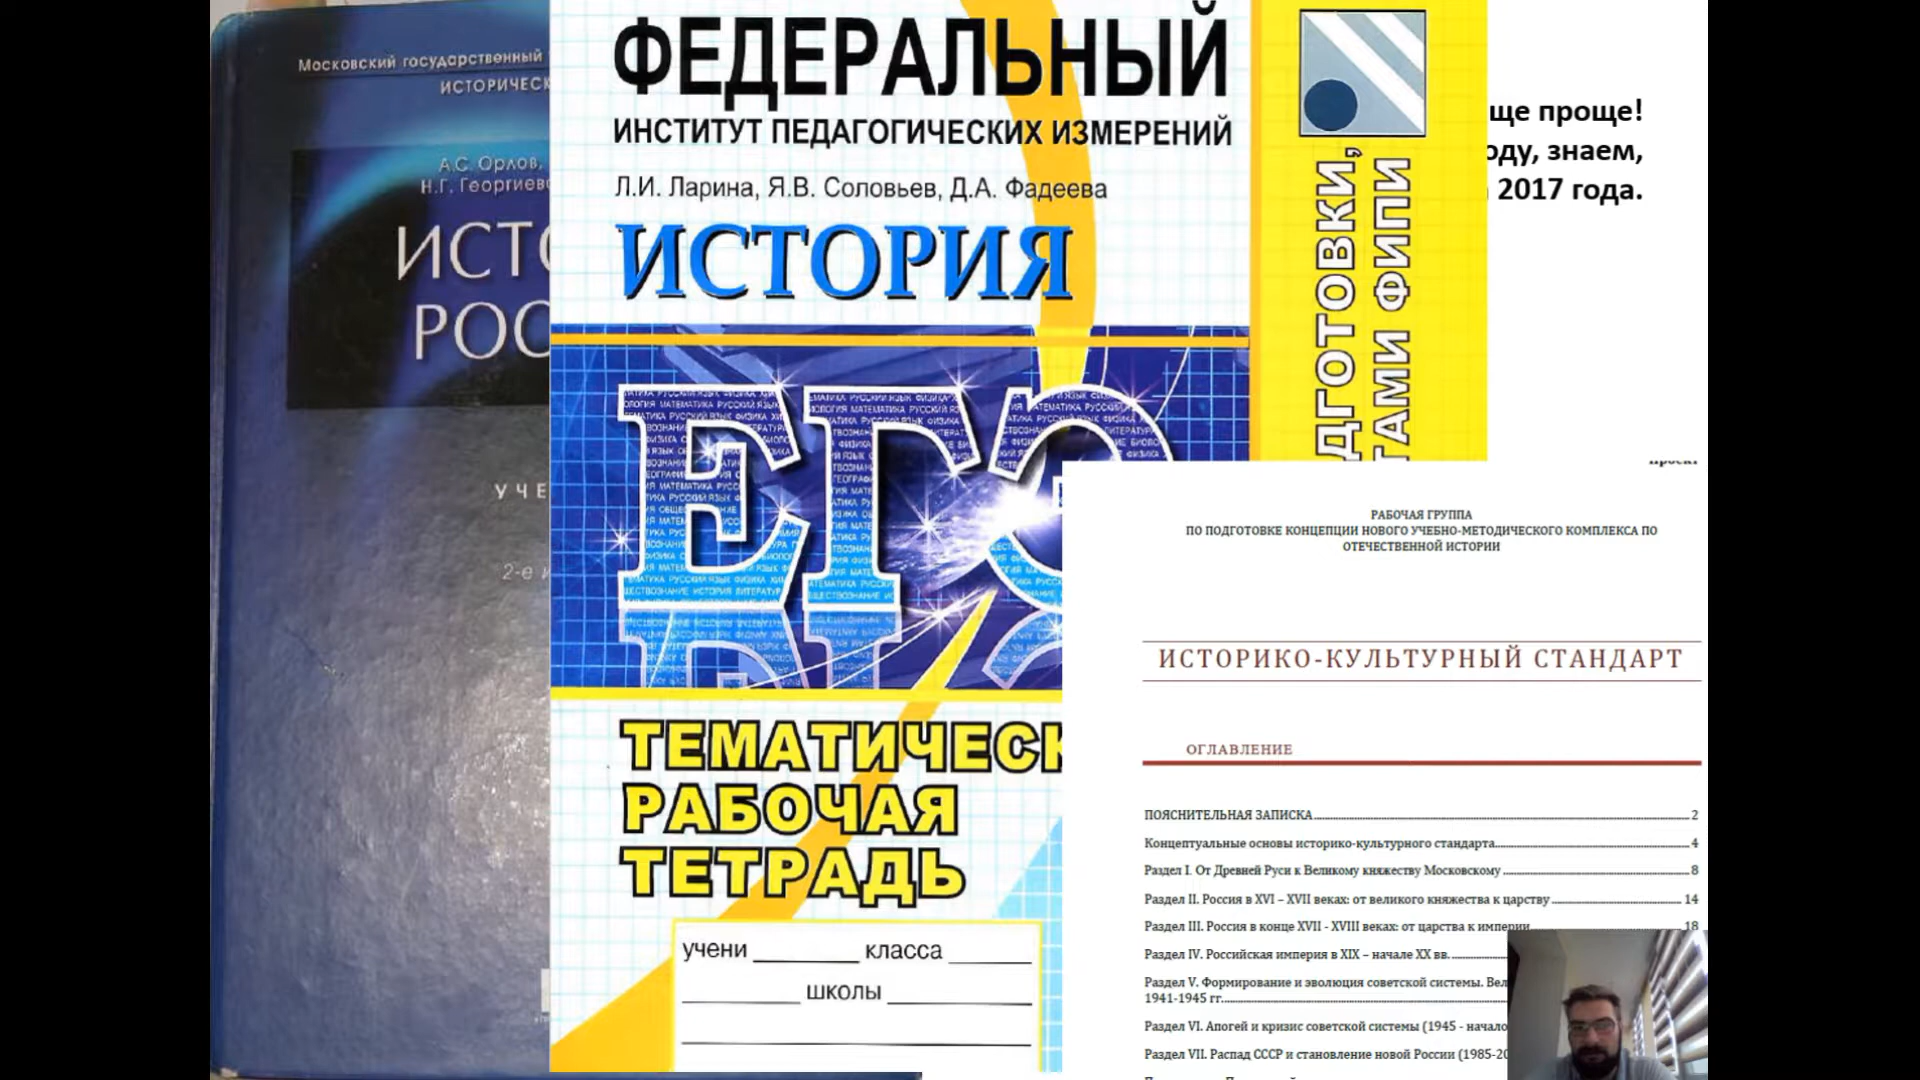 Московский государственный
ИСТОРИЧЕСК
А.С. Орлов,
Н.Г. Георгиев
ИСТО
РОС
УЧЕ
2-е
ФЕДЕРАЛЬНЫЙ
ИНСТИТУТ ПЕДАГОГИЧЕСКИХ ИЗМЕРЕНИЙ
Л.И. Ларина, Я.В. Соловьев, Д.А. Фадеева
ИСТОРИЯ
ЕГЭ
ТЕМАТИЧЕСК
РАБОЧАЯ
ТЕТРАДЬ
учени ________ класса ________
________ школы ________
ДГОТОВКИ,
ТАМИ ФИПИ
ще проще!
оду, знаем,
2017 года.
проект
РАБОЧАЯ ГРУППА
ПО ПОДГОТОВКЕ КОНЦЕПЦИИ НОВОГО УЧЕБНО-МЕТОДИЧЕСКОГО КОМПЛЕКСА ПО
ОТЕЧЕСТВЕННОЙ ИСТОРИИ
ИСТОРИКО-КУЛЬТУРНЫЙ СТАНДАРТ
ОГЛАВЛЕНИЕ
ПОЯСНИТЕЛЬНАЯ ЗАПИСКА 2
Концептуальные основы историко-культурного стандарта 4
Раздел I. От Древней Руси к Великому княжеству Московскому 8
Раздел II. Россия в XVI – XVII веках: от великого княжества к царству 14
Раздел III. Россия в конце XVII - XVIII веках: от царства к империи 18
Раздел IV. Российская империя в XIX – начале XX вв.
Раздел V. Формирование и эволюция советской системы. Вел
1941-1945 гг.
Раздел VI. Апогей и кризис советской системы (1945 - начало
Раздел VII. Распад СССР и становление новой России (1985-20